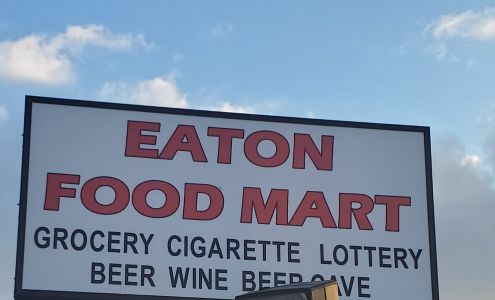 EATON
FOOD MART
GROCERY CIGARETTE LOTTERY
BEER WINE BEER CAVE